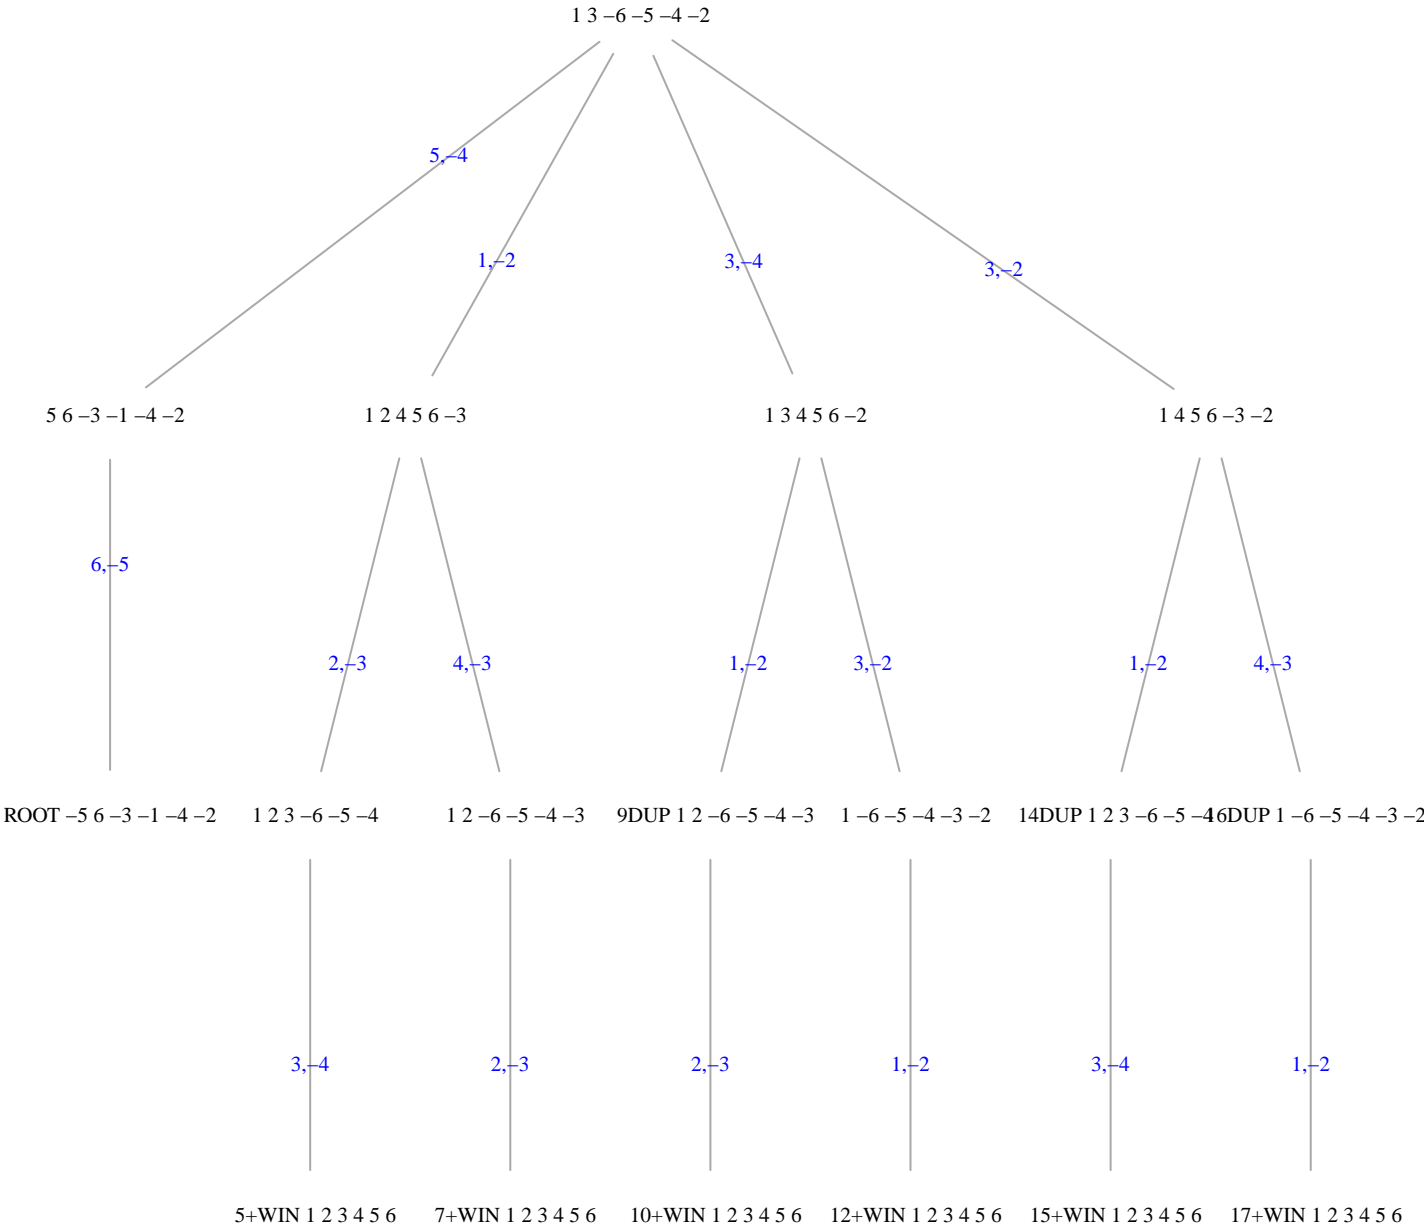 1 3 –6 –5 –4 –2
5,–4
1,–2
3,–4
3,–2
5 6 –3 –1 –4 –2
1 2 4 5 6 –3
1 3 4 5 6 –2
1 4 5 6 –3 –2
6,–5
2,–3
4,–3
1,–2
3,–2
1,–2
4,–3
ROOT –5 6 –3 –1 –4 –2
1 2 3 –6 –5 –4
1 2 –6 –5 –4 –3
9DUP 1 2 –6 –5 –4 –3
1 –6 –5 –4 –3 –2
14DUP 1 2 3 –6 –5 –4
16DUP 1 –6 –5 –4 –3 –2
3,–4
2,–3
2,–3
1,–2
3,–4
1,–2
5+WIN 1 2 3 4 5 6
7+WIN 1 2 3 4 5 6
10+WIN 1 2 3 4 5 6
12+WIN 1 2 3 4 5 6
15+WIN 1 2 3 4 5 6
17+WIN 1 2 3 4 5 6